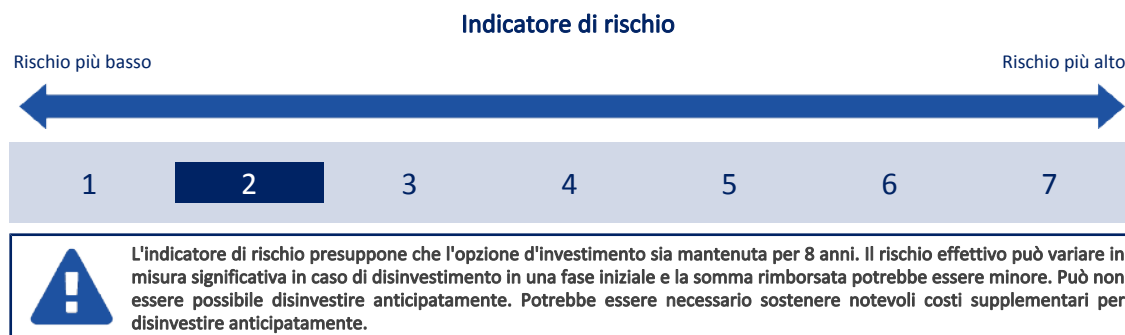 Indicatore di rischio
Rischio più basso
Rischio più alto
1 2 3 4 5 6 7
L'indicatore di rischio presuppone che l'opzione d'investimento sia mantenuta per 8 anni. Il rischio effettivo può variare in
misura significativa in caso di disinvestimento in una fase iniziale e la somma rimborsata potrebbe essere minore. Può non
essere possibile disinvestire anticipatamente. Potrebbe essere necessario sostenere notevoli costi supplementari per
disinvestire anticipatamente.